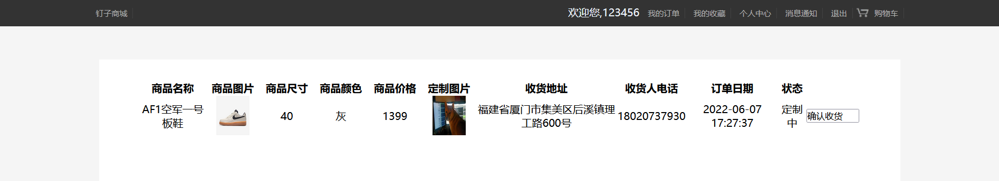 钉子商城
欢迎您,123456 我的订单 我的收藏 个人中心 消息通知 退出 购物车
商品名称 商品图片 商品尺寸 商品颜色 商品价格 定制图片 收货地址 收货人电话 订单日期 状态
AF1空军一号
板鞋
40
灰
1399
福建省厦门市集美区后溪镇理
工路600号
18020737930
2022-06-07
17:27:37
定制
中
确认收货